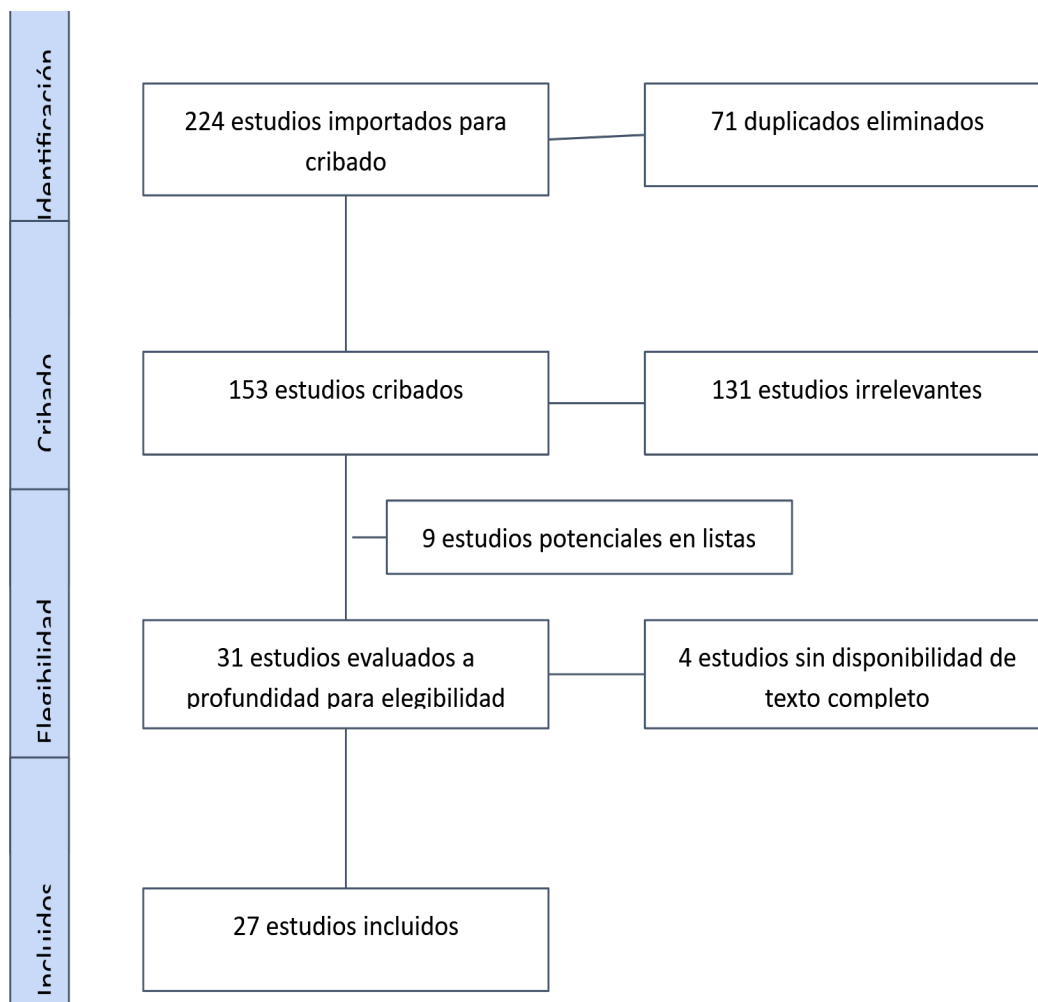 Identificación
224 estudios importados para
cribado
71 duplicados eliminados
Cribado
153 estudios cribados
131 estudios irrelevantes
9 estudios potenciales en listas
Elegibilidad
31 estudios evaluados a
profundidad para elegibilidad
4 estudios sin disponibilidad de
texto completo
Incluidos
27 estudios incluidos